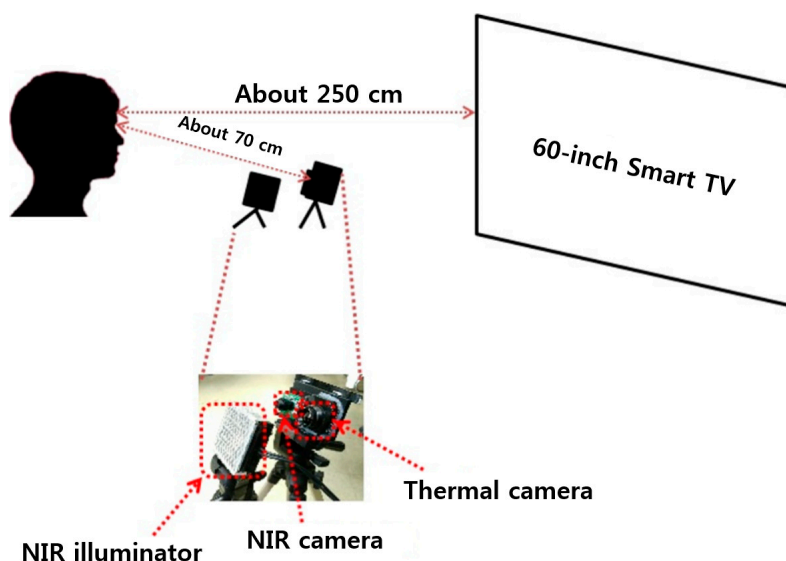 About 250 cm
About 70 cm
60-inch Smart TV
Thermal camera
NIR camera
NIR illuminator